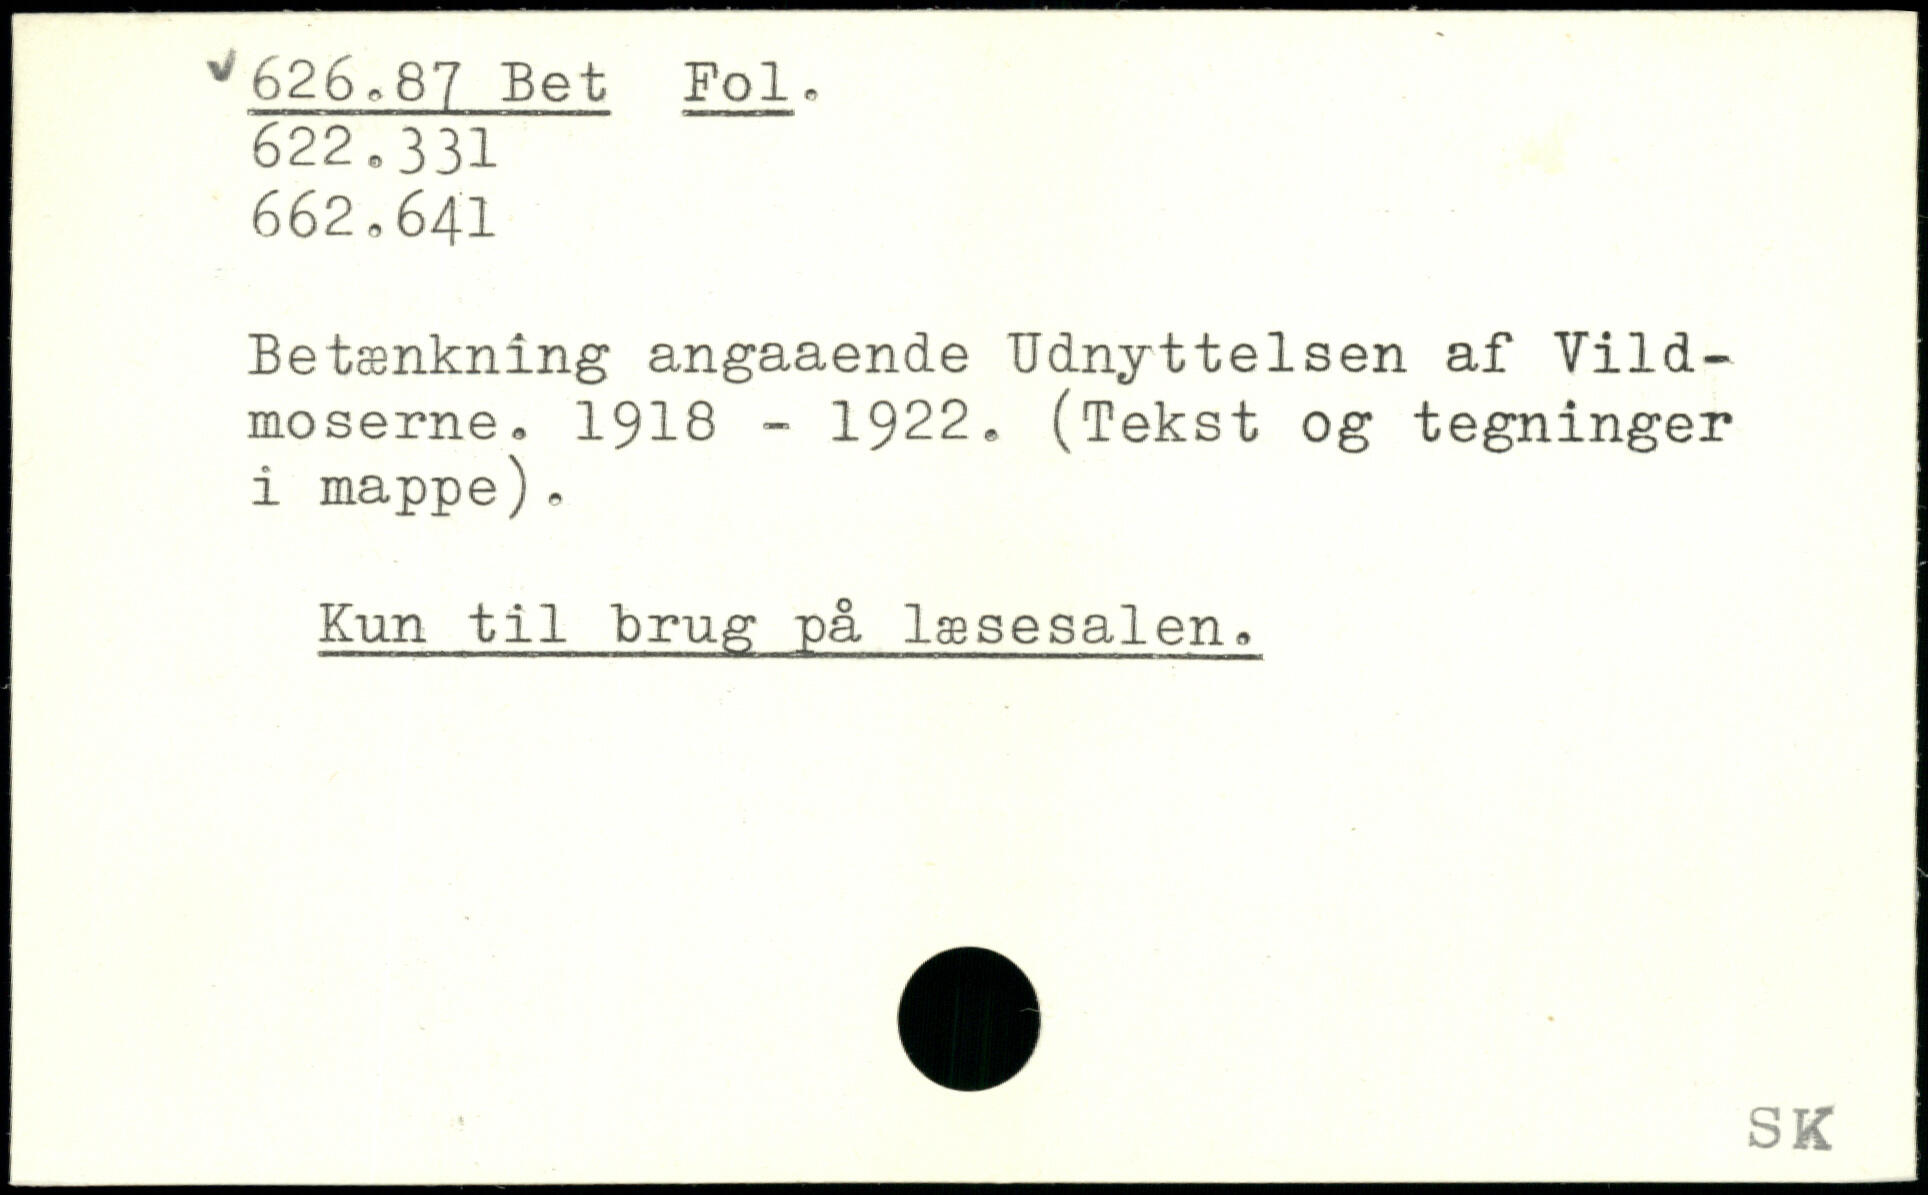 ✓ 626.87 Bet Fol.
622.331
662.641
Betænkning angaaende Udnyttelsen af Vild-
moserne. 1918 - 1922. (Tekst og tegninger
i mappe).
Kun til brug på læsesalen.
SK